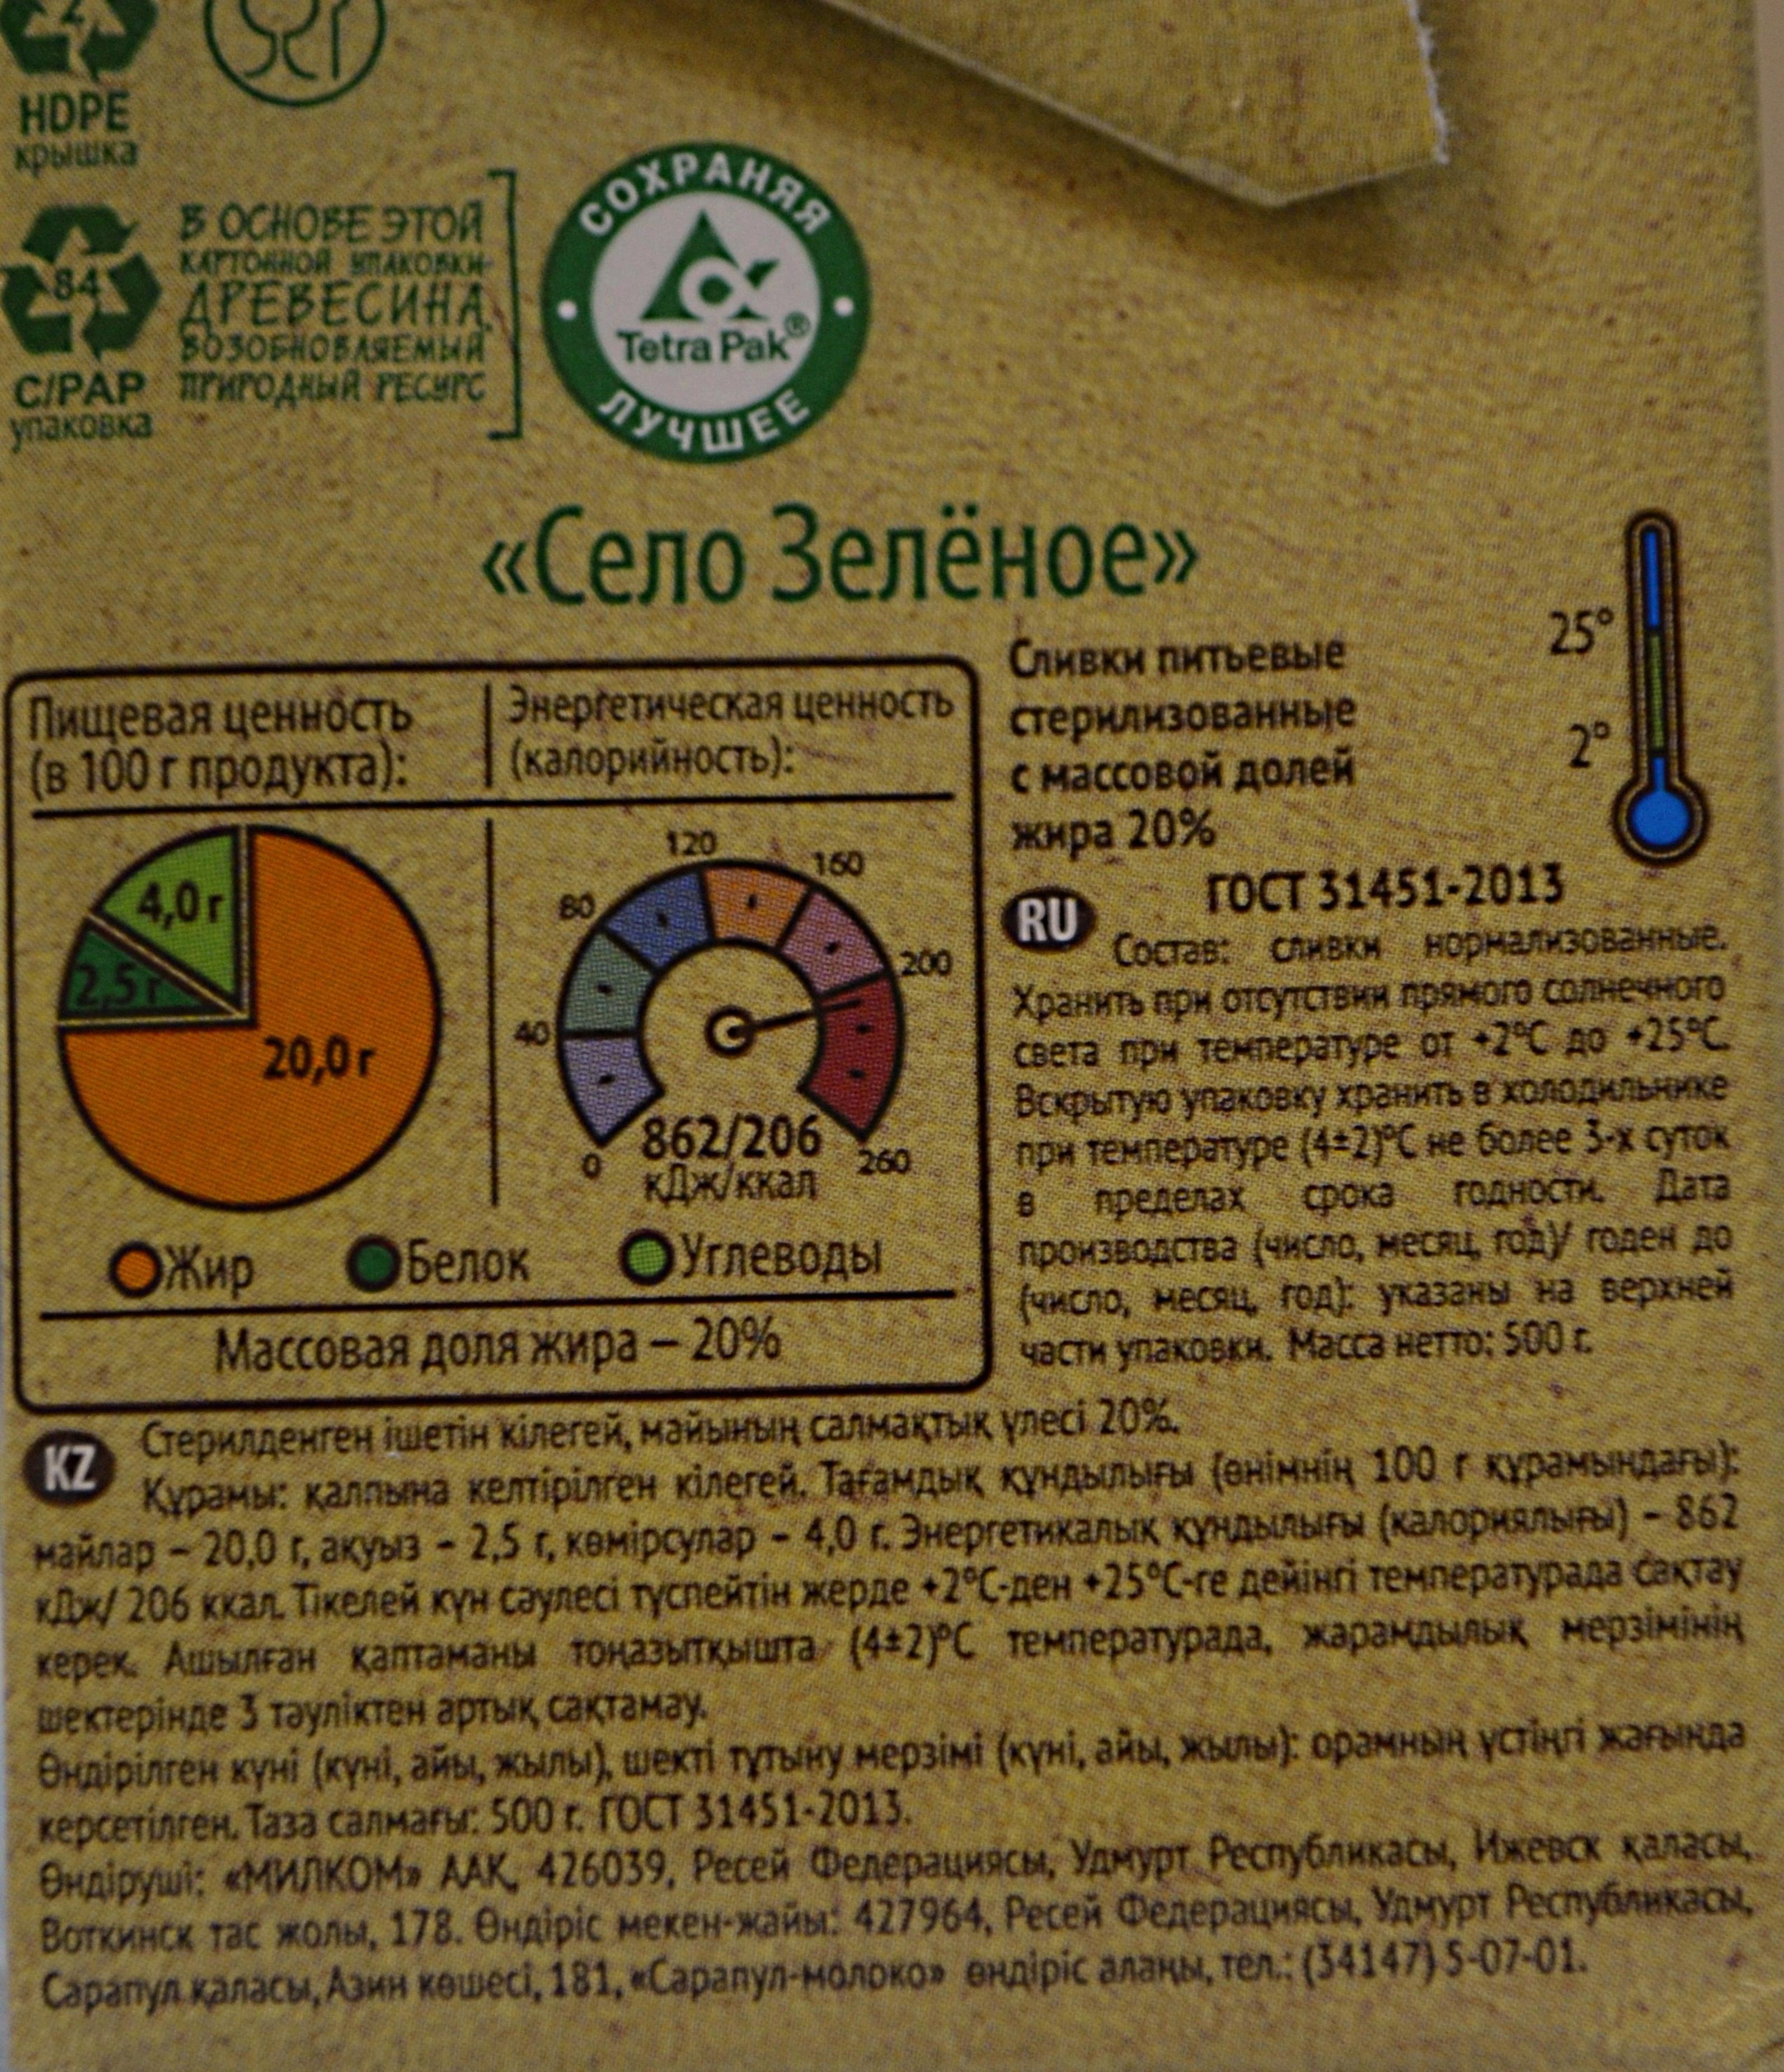 2
HDPE
крышка
84
C/PAP
упаковка
В ОСНОВЕ ЭТОЙ
КАРТОННОЙ УПАКОВКИ-
ДРЕВЕСИНА,
ВОЗОБНОВЛЯЕМЫЙ
ПРИРОДНЫЙ РЕСУРС
СОХРАНЯЯ
Tetra Pak®
ЛУЧШЕЕ
«Село Зелёное»
Пищевая ценность
(в 100 г продукта):
Энергетическая ценность
(калорийность):
4,0 г
2,5 г
20,0 г
0
40
80
120
160
200
260
862/206
кДж/ккал
Жир Белок Углеводы
Массовая доля жира – 20%
Сливки питьевые
стерилизованные
с массовой долей
жира 20%
25°
2°
ГОСТ 31451-2013
RU
Состав: сливки нормализованные.
Хранить при отсутствии прямого солнечного
света при температуре от +2°С до +25°С.
Вскрытую упаковку хранить в холодильнике
при температуре (4±2)°С не более 3-х суток
в пределах срока годности. Дата
производства (число, месяц, год)/ годен до
(число, месяц, год): указаны на верхней
части упаковки. Масса нетто: 500 г.
KZ
Стерилденген ішетін кілегей, майының салмақтық үлесі 20%.
Құрамы: қалпына келтірілген кілегей. Тағамдық құндылығы (өнімнің 100 г құрамындағы):
майлар – 20,0 г, ақуыз – 2,5 г, көмірсулар – 4,0 г. Энергетикалық құндылығы (калориялығы) – 862
кДж/ 206 ккал. Тікелей күн сәулесі түспейтін жерде +2°С-ден +25°С-ге дейінгі температурада сақтау
керек. Ашылған қаптаманы тоңазытқышта (4±2)°С температурада, жарамдылық мерзімінің
шектерінде 3 тәуліктен артық сақтамау.
Өндірілген күні (күні, айы, жылы), шекті тұтыну мерзімі (күні, айы, жылы): орамның үстіңгі жағында
көрсетілген. Таза салмағы: 500 г. ГОСТ 31451-2013.
Өндіруші: «МИЛКОМ» ААҚ, 426039, Ресей Федерациясы, Удмурт Республикасы, Ижевск қаласы,
Воткинск тас жолы, 178. Өндіріс мекен-жайы: 427964, Ресей Федерациясы, Удмурт Республикасы,
Сарапул қаласы, Азин көшесі, 181, «Сарапул-молоко» өндіріс алаңы, тел.: (34147) 5-07-01.